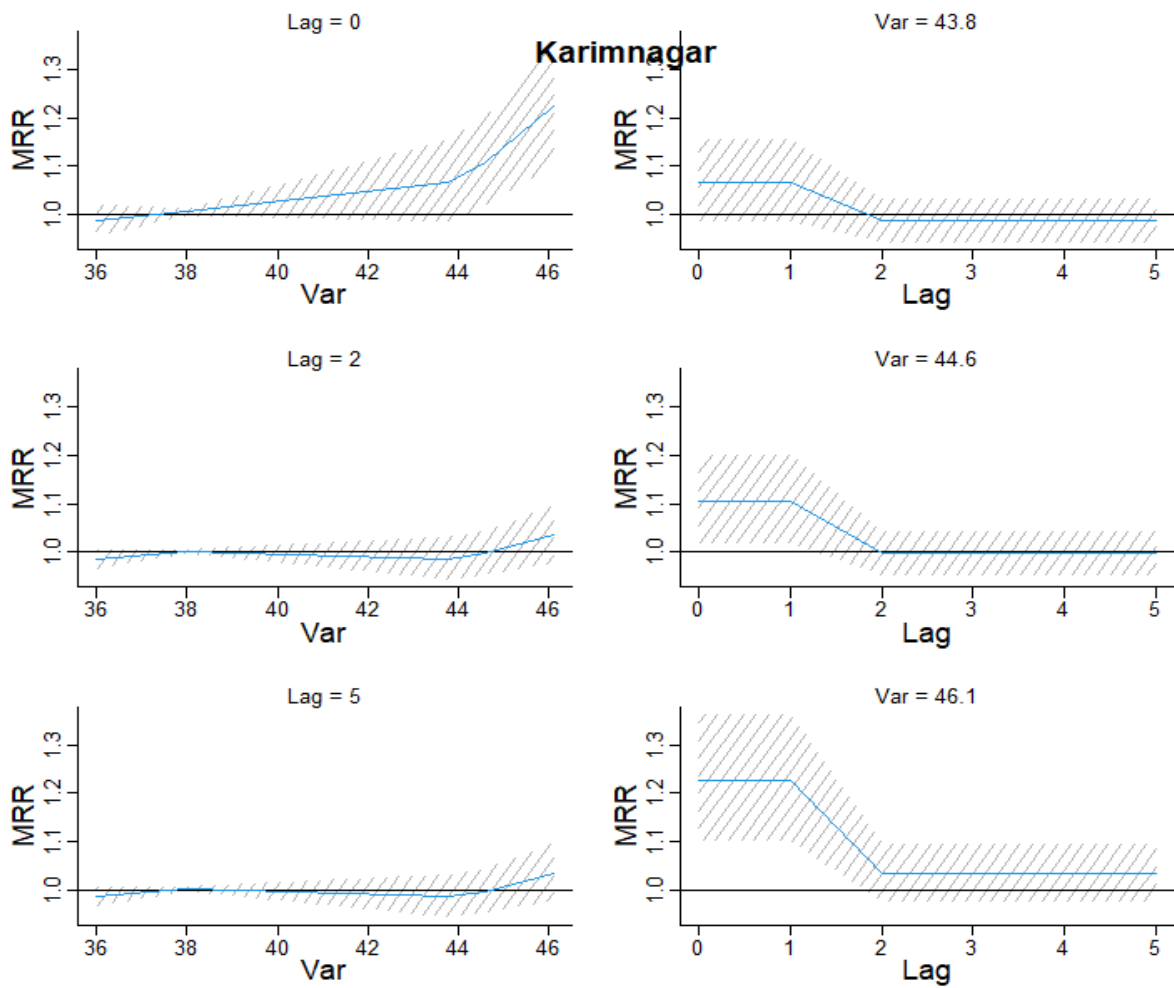 Karimnagar
Lag = 0
MRR
1.0 1.1 1.2 1.3
36 38 40 42 44 46
Var
Var = 43.8
MRR
1.0 1.1 1.2 1.3
0 1 2 3 4 5
Lag
Lag = 2
MRR
1.0 1.1 1.2 1.3
36 38 40 42 44 46
Var
Var = 44.6
MRR
1.0 1.1 1.2 1.3
0 1 2 3 4 5
Lag
Lag = 5
MRR
1.0 1.1 1.2 1.3
36 38 40 42 44 46
Var
Var = 46.1
MRR
1.0 1.1 1.2 1.3
0 1 2 3 4 5
Lag